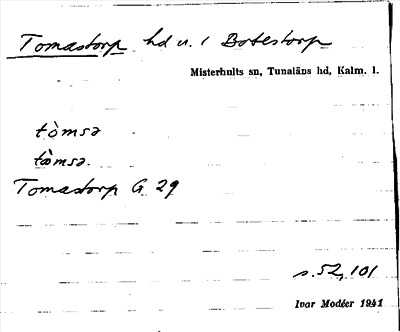 Tomastorp hd u. / Botestorp
Misterhults sn, Tunaläns hd, Kalm. l.
tòmsə
tòmsə.
Tomastorp G 29
s. 52, 101
Ivar Modéer 1941